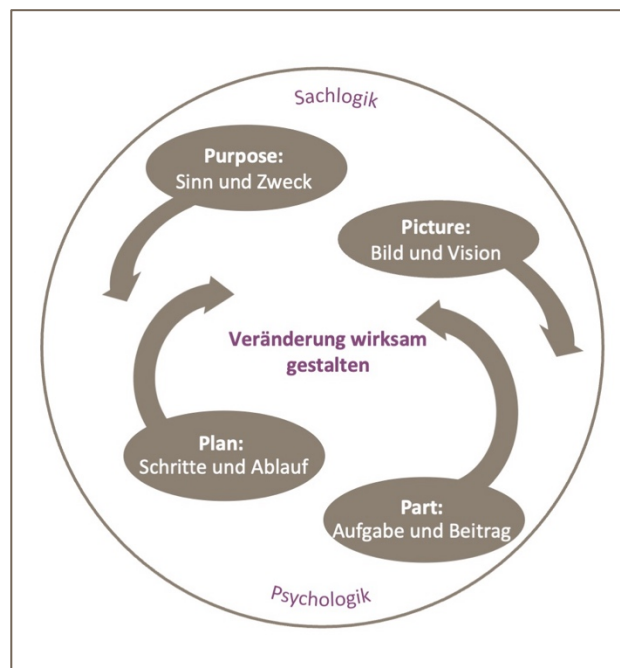 Sachlogik
Purpose:
Sinn und Zweck
Picture:
Bild und Vision
Veränderung wirksam
gestalten
Plan:
Schritte und Ablauf
Part:
Aufgabe und Beitrag
Psychologik